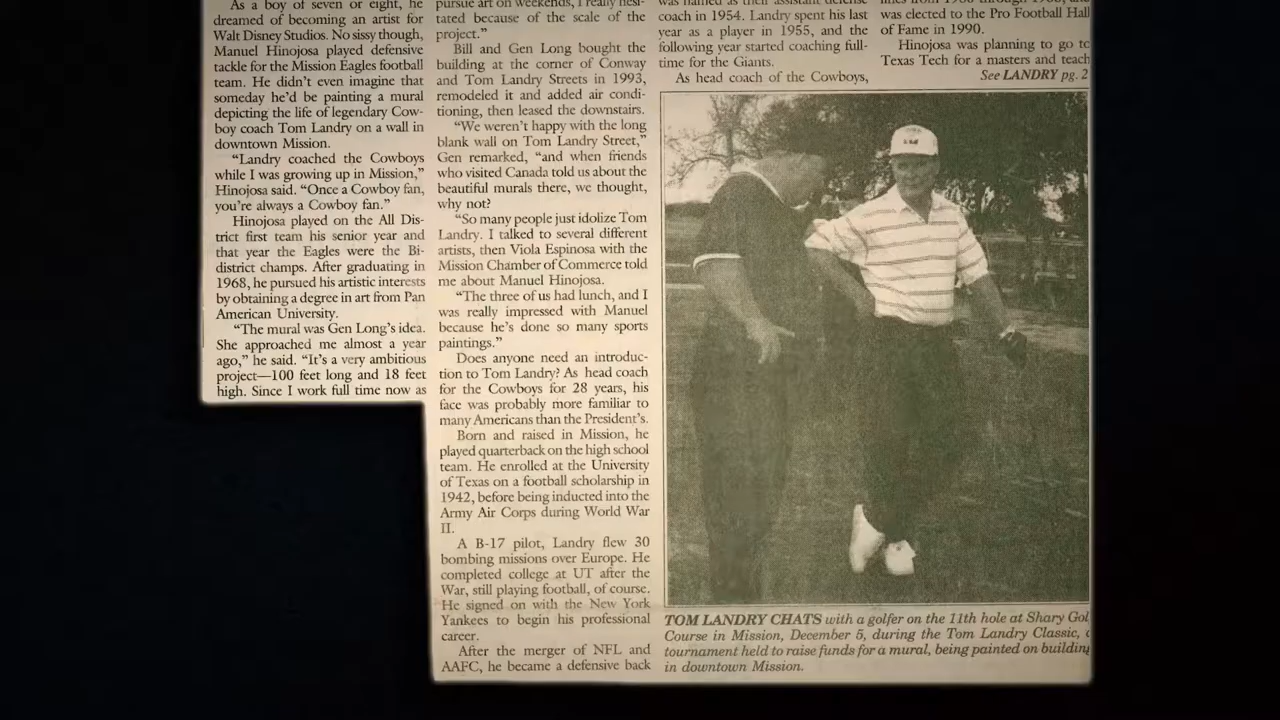 As a boy of seven or eight, he
dreamed of becoming an artist for
Walt Disney Studios. No sissy though,
Manuel Hinojosa played defensive
tackle for the Mission Eagles football
team. He didn't even imagine that
someday he'd be painting a mural
depicting the life of legendary Cow-
boy coach Tom Landry on a wall in
downtown Mission.
"Landry coached the Cowboys
while I was growing up in Mission,"
Hinojosa said. "Once a Cowboy fan,
you're always a Cowboy fan."
Hinojosa played on the All Dis-
trict first team his senior year and
that year the Eagles were the Bi-
district champs. After graduating in
1968, he pursued his artistic interests
by obtaining a degree in art from Pan
American University.
"The mural was Gen Long's idea.
She approached me almost a year
ago," he said. "It's a very ambitious
project—100 feet long and 18 feet
high. Since I work full time now as
pursue art on weekends, I really hesi-
tated because of the scale of the
project."
Bill and Gen Long bought the
building at the corner of Conway
and Tom Landry Streets in 1993,
remodeled it and added air condi-
tioning, then leased the downstairs.
"We weren't happy with the long
blank wall on Tom Landry Street,"
Gen remarked, "and when friends
who visited Canada told us about the
beautiful murals there, we thought,
why not?
"So many people just idolize Tom
Landry. I talked to several different
artists, then Viola Espinosa with the
Mission Chamber of Commerce told
me about Manuel Hinojosa.
"The three of us had lunch, and I
was really impressed with Manuel
because he's done so many sports
paintings."
Does anyone need an introduc-
tion to Tom Landry? As head coach
for the Cowboys for 28 years, his
face was probably more familiar to
many Americans than the President's.
Born and raised in Mission, he
played quarterback on the high school
team. He enrolled at the University
of Texas on a football scholarship in
1942, before being inducted into the
Army Air Corps during World War
II.
A B-17 pilot, Landry flew 30
bombing missions over Europe. He
completed college at UT after the
War, still playing football, of course.
He signed on with the New York
Yankees to begin his professional
career.
After the merger of NFL and
AAFC, he became a defensive back
was named as their assistant defense
coach in 1954. Landry spent his last
year as a player in 1955, and the
following year started coaching full-
time for the Giants.
As head coach of the Cowboys,
was elected to the Pro Football Hall
of Fame in 1990.
Hinojosa was planning to go to
Texas Tech for a masters and teach
See LANDRY pg. 2
TOM LANDRY CHATS with a golfer on the 11th hole at Shary Gol
Course in Mission, December 5, during the Tom Landry Classic,
tournament held to raise funds for a mural, being painted on building
in downtown Mission.